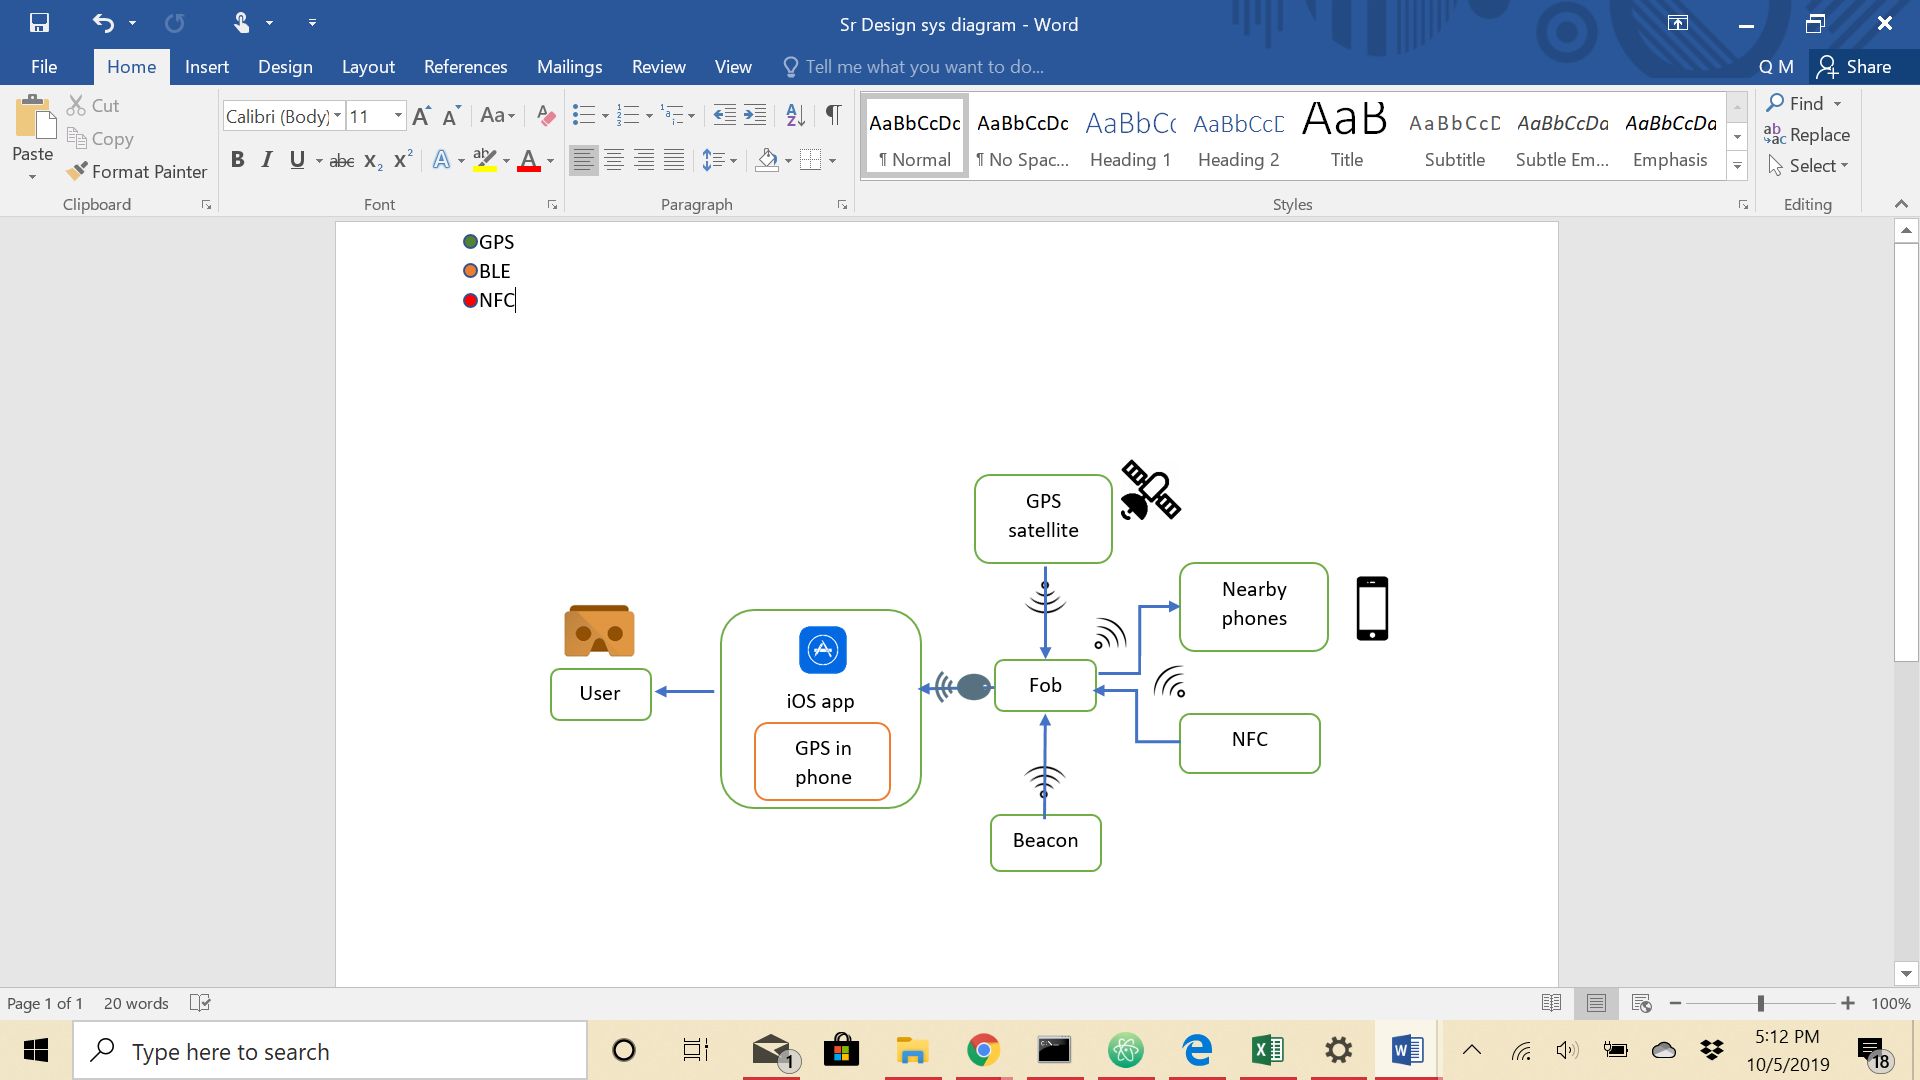 Sr Design sys diagram - Word
File Home Insert Design Layout References Mailings Review View Tell me what you want to do... Q M Share
Paste
Cut
Copy
Format Painter
Clipboard
Calibri (Body) 11
Font
Paragraph
AaBbCcDc AaBbCcDc AaBbCc AaBbCcD AaB AaBbCcD AaBbCcDd AaBbCcDd
¶ Normal ¶ No Spac... Heading 1 Heading 2 Title Subtitle Subtle Em... Emphasis
Styles
Find
Replace
Select
Editing
GPS
BLE
NFC
GPS
satellite
Nearby
phones
User
iOS app
GPS in
phone
Fob
NFC
Beacon
Page 1 of 1 20 words
100%
Type here to search
1
5:12 PM
10/5/2019
18